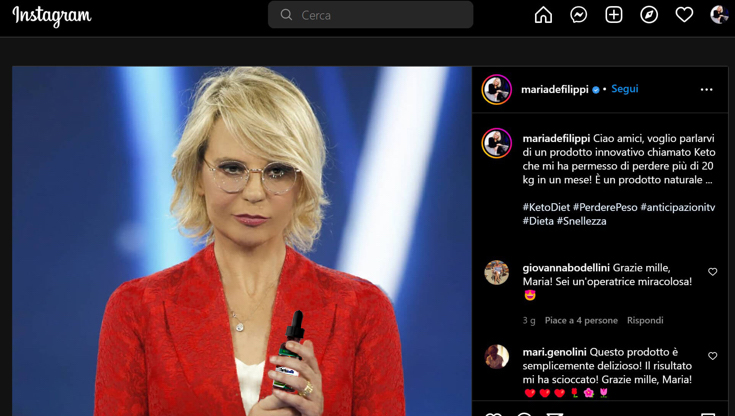 Instagram
Cerca
mariadefilippi • Segui
mariadefilippi Ciao amici, voglio parlarvi
di un prodotto innovativo chiamato Keto
che mi ha permesso di perdere più di 20
kg in un mese! È un prodotto naturale ...
#KetoDiet #PerderePeso #anticipazionitv
#Dieta #Snellezza
giovannabodellini Grazie mille,
Maria! Sei un'operatrice miracolosa!
3 g Piace a 4 persone Rispondi
mari.genolini Questo prodotto è
semplicemente delizioso! Il risultato
mi ha scioccato! Grazie mille, Maria!